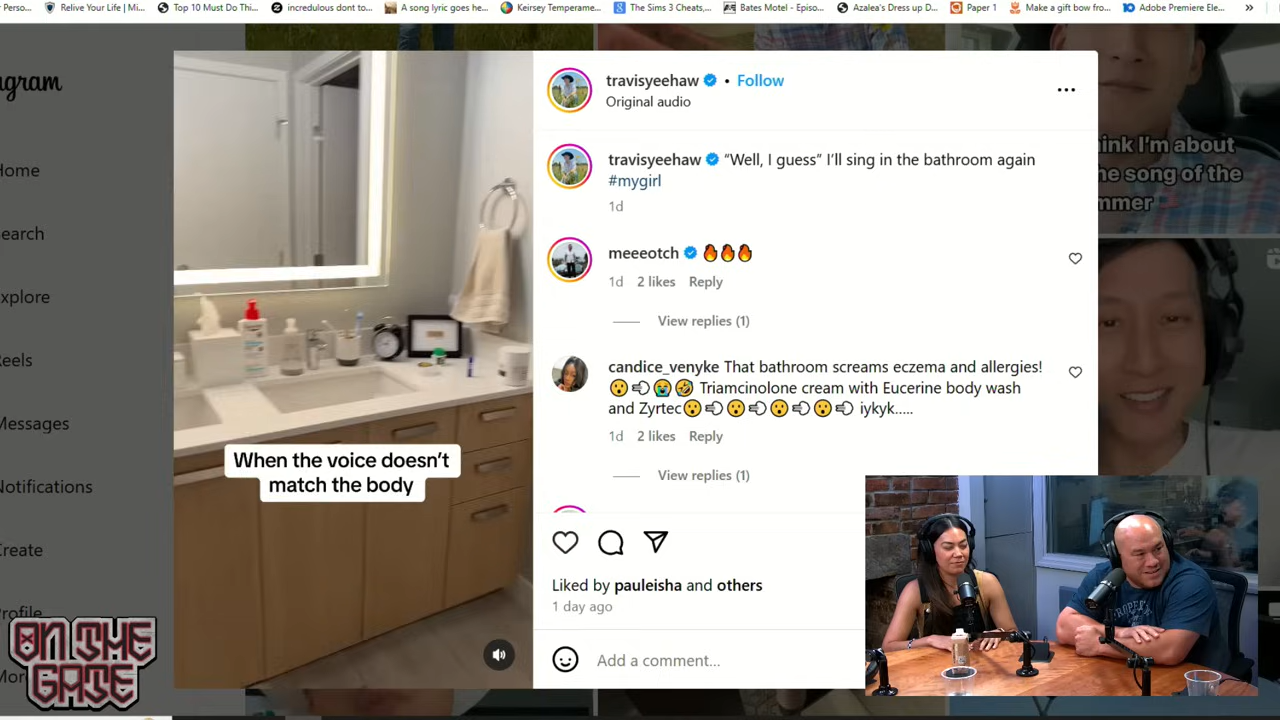 r Perso...
Relive Your Life | Mi...
Top 10 Must Do Thi...
incredulous dont to...
A song lyric goes he...
Keirsey Temperame...
The Sims 3 Cheats,...
Bates Motel - Episo...
Azalea's Dress up D...
Paper 1
Make a gift bow fro...
Adobe Premiere Ele...
agram
Home
earch
xplore
Reels
Messages
Notifications
Create
Profile
Mor
When the voice doesn't
match the body
travisyeehaw • Follow
Original audio
travisyeehaw “Well, I guess” I’ll sing in the bathroom again
#mygirl
1d
meeeotch 🔥🔥🔥
1d 2 likes Reply
View replies (1)
candice_venyke That bathroom screams eczema and allergies!
😮💨😭🤣 Triamcinolone cream with Eucerine body wash
and Zyrtec😮💨😮💨😮💨😮💨 iykyk.....
1d 2 likes Reply
View replies (1)
Liked by pauleisha and others
1 day ago
Add a comment...
ink I'm about
he song of the
mmer
ON THE
GATE